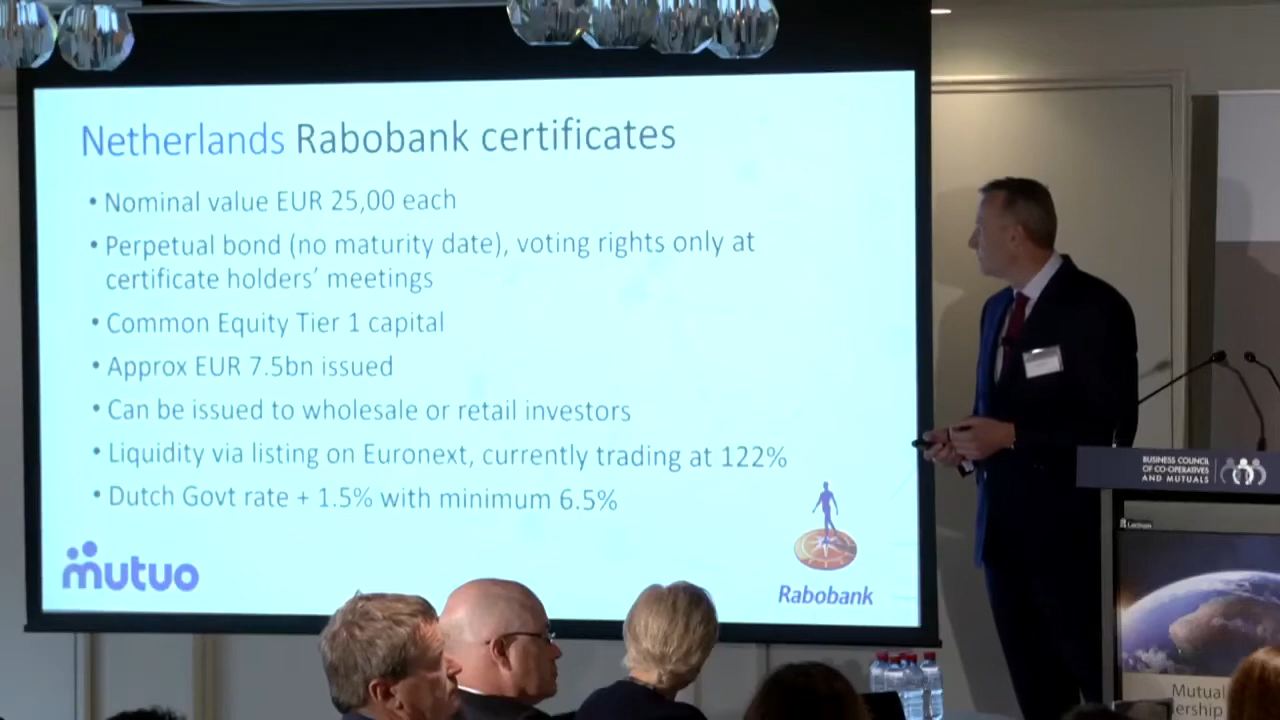 Netherlands Rabobank certificates
• Nominal value EUR 25,00 each
• Perpetual bond (no maturity date), voting rights only at
certificate holders' meetings
• Common Equity Tier 1 capital
• Approx EUR 7.5bn issued
• Can be issued to wholesale or retail investors
• Liquidity via listing on Euronext, currently trading at 122%
• Dutch Govt rate + 1.5% with minimum 6.5%
mutuo
Rabobank
BUSINESS COUNCIL
OF CO-OPERATIVES
AND MUTUALS
Lectrum
Mutual
ership